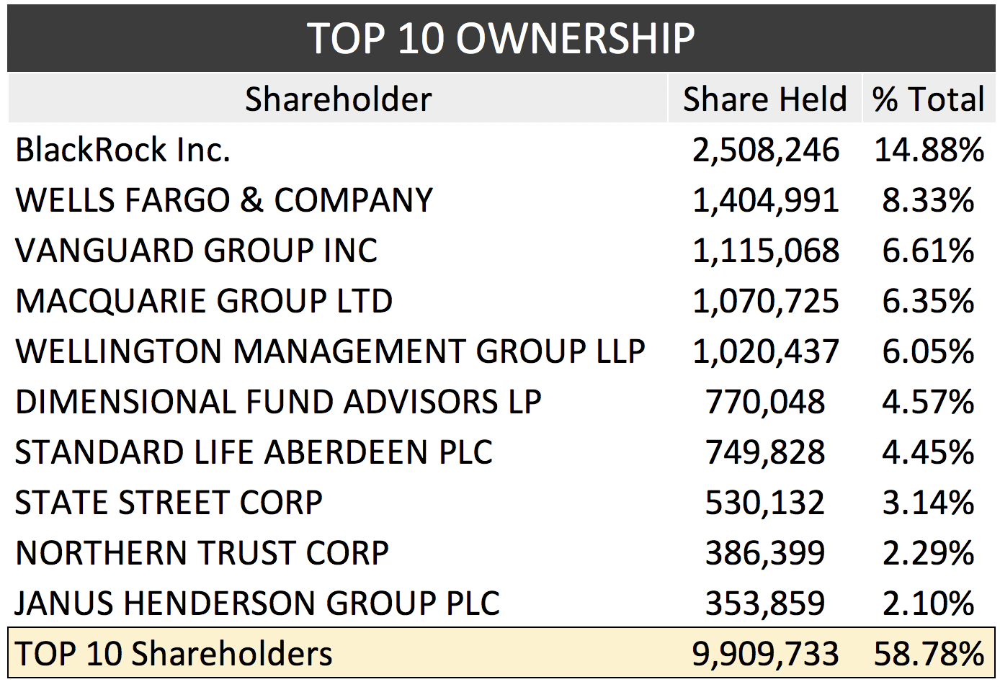 TOP 10 OWNERSHIP
Shareholder Share Held % Total
BlackRock Inc. 2,508,246 14.88%
WELLS FARGO & COMPANY 1,404,991 8.33%
VANGUARD GROUP INC 1,115,068 6.61%
MACQUARIE GROUP LTD 1,070,725 6.35%
WELLINGTON MANAGEMENT GROUP LLP 1,020,437 6.05%
DIMENSIONAL FUND ADVISORS LP 770,048 4.57%
STANDARD LIFE ABERDEEN PLC 749,828 4.45%
STATE STREET CORP 530,132 3.14%
NORTHERN TRUST CORP 386,399 2.29%
JANUS HENDERSON GROUP PLC 353,859 2.10%
TOP 10 Shareholders 9,909,733 58.78%